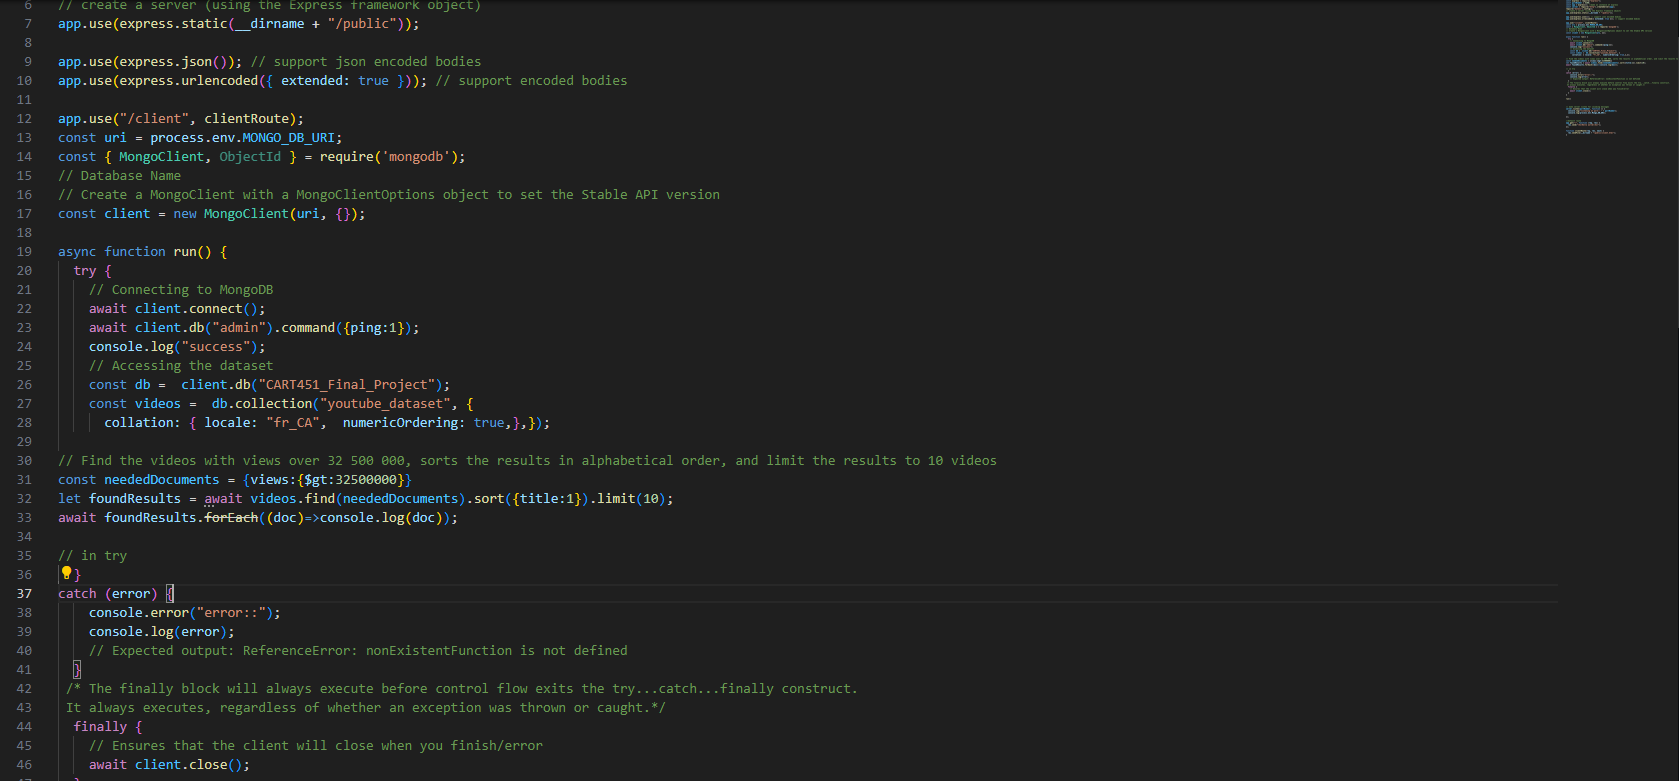 6 // create a server (using the Express framework object)
7 app.use(express.static(__dirname + "/public"));
8
9 app.use(express.json()); // support json encoded bodies
10 app.use(express.urlencoded({ extended: true })); // support encoded bodies
11
12 app.use("/client", clientRoute);
13 const uri = process.env.MONGO_DB_URI;
14 const { MongoClient, ObjectId } = require('mongodb');
15 // Database Name
16 // Create a MongoClient with a MongoClientOptions object to set the Stable API version
17 const client = new MongoClient(uri, {});
18
19 async function run() {
20 try {
21 // Connecting to MongoDB
22 await client.connect();
23 await client.db("admin").command({ping:1});
24 console.log("success");
25 // Accessing the dataset
26 const db =  client.db("CART451_Final_Project");
27 const videos =  db.collection("youtube_dataset", {
28 collation: { locale: "fr_CA",  numericOrdering: true,},});
29
30 // Find the videos with views over 32 500 000, sorts the results in alphabetical order, and limit the results to 10 videos
31 const neededDocuments = {views:{$gt:32500000}}
32 let foundResults = await videos.find(neededDocuments).sort({title:1}).limit(10);
33 await foundResults.forEach((doc)=>console.log(doc));
34
35 // in try
36 }
37 catch (error) {
38 console.error("error::");
39 console.log(error);
40 // Expected output: ReferenceError: nonExistentFunction is not defined
41 }
42 /* The finally block will always execute before control flow exits the try...catch...finally construct.
43 It always executes, regardless of whether an exception was thrown or caught.*/
44 finally {
45 // Ensures that the client will close when you finish/error
46 await client.close();